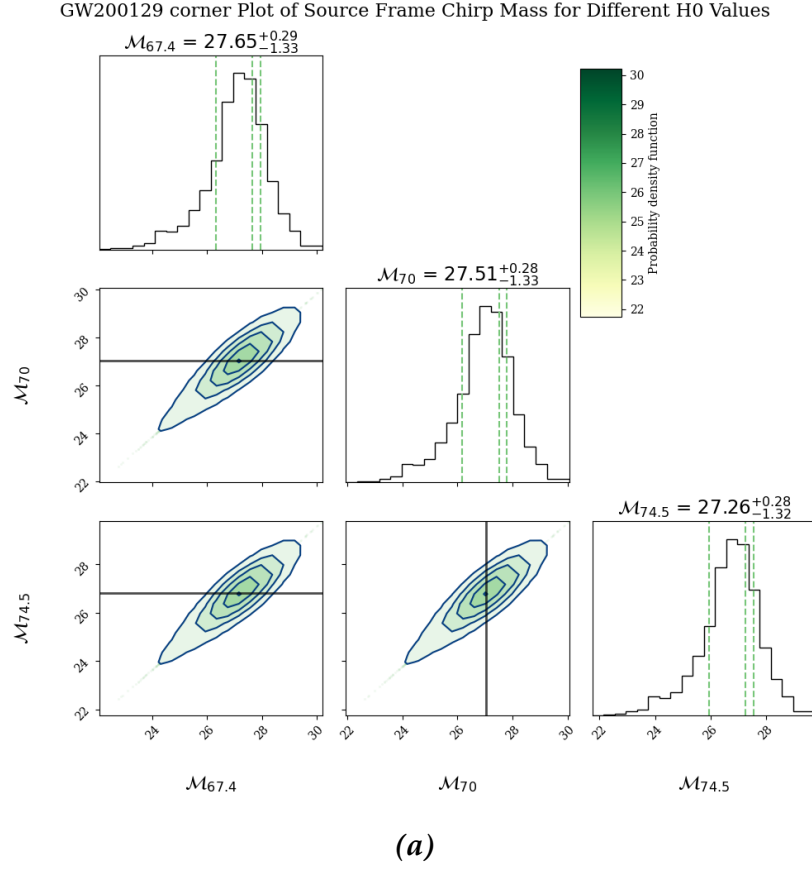 GW200129 corner Plot of Source Frame Chirp Mass for Different H0 Values
ℳ67.4 = 27.65+0.29−1.33
30
29
28
27
26
25
24
23
22
Probability density function
ℳ70 = 27.51+0.28−1.33
30
28
26
24
22
ℳ70
ℳ74.5 = 27.26+0.28−1.32
28
26
24
22
ℳ74.5
24 26 28 30
22 24 26 28 30
22 24 26 28
ℳ67.4 ℳ70 ℳ74.5
(a)